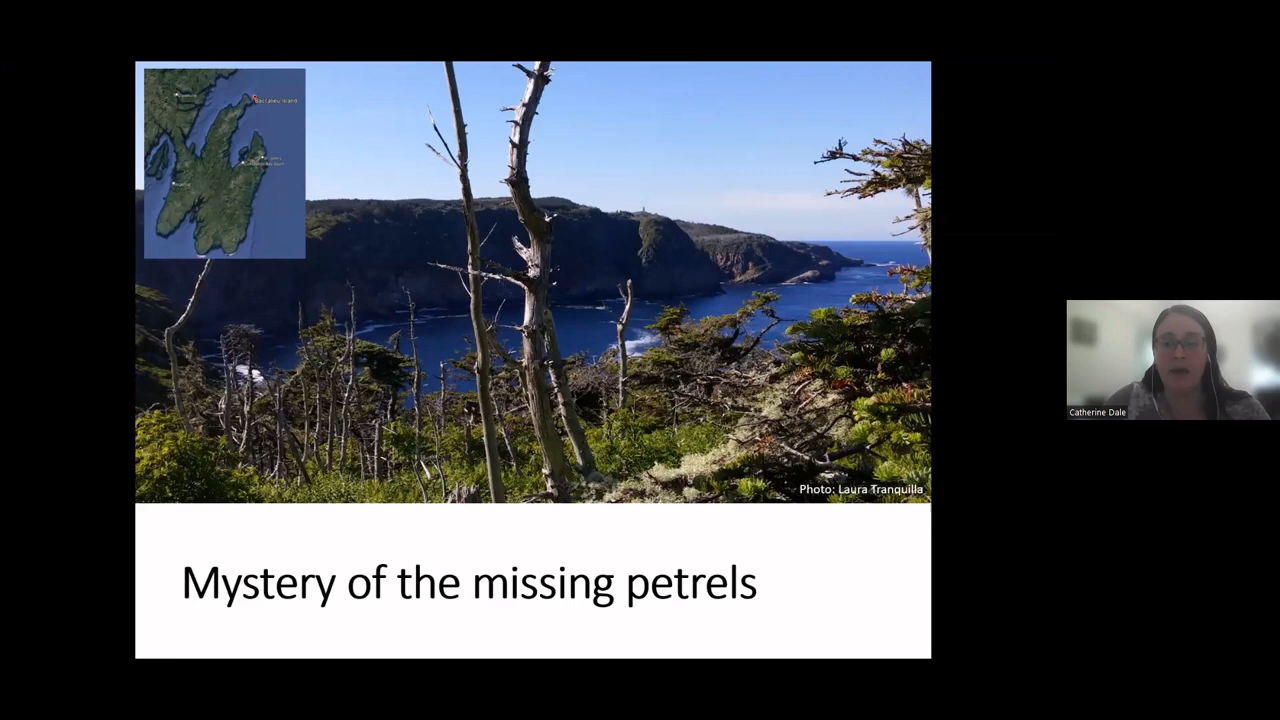 Baccalieu Island
Photo: Laura Tranquilla
Mystery of the missing petrels
Catherine Dale